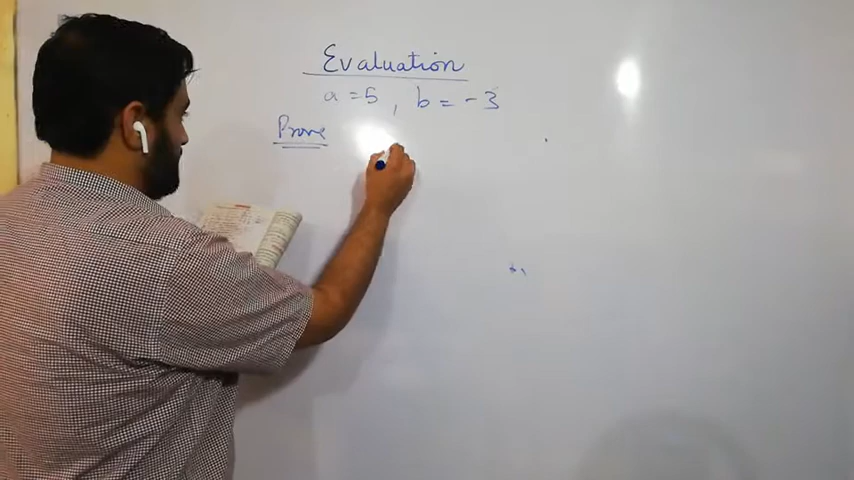 Evaluation
a = 5 , b = - 3
Prove